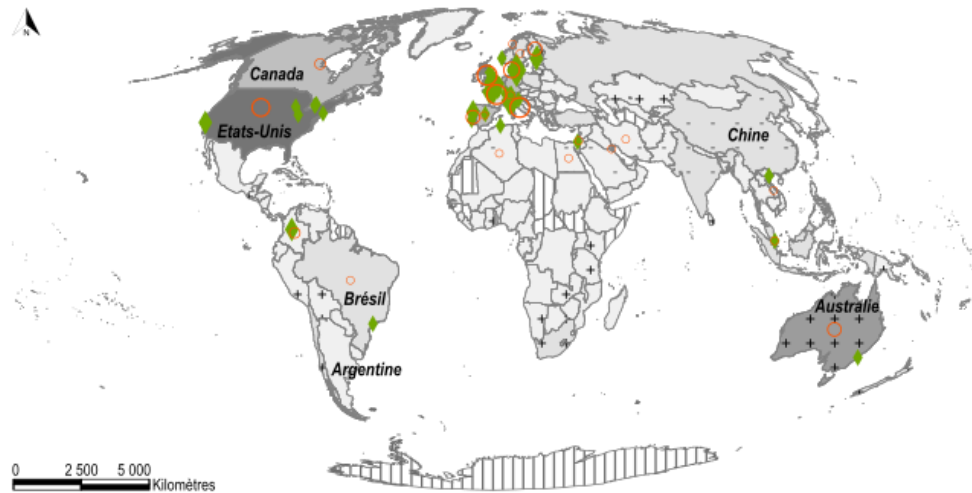 N
Canada
Etats-Unis
Chine
Brésil
Australie
Argentine
0 2 500 5 000
Kilomètres